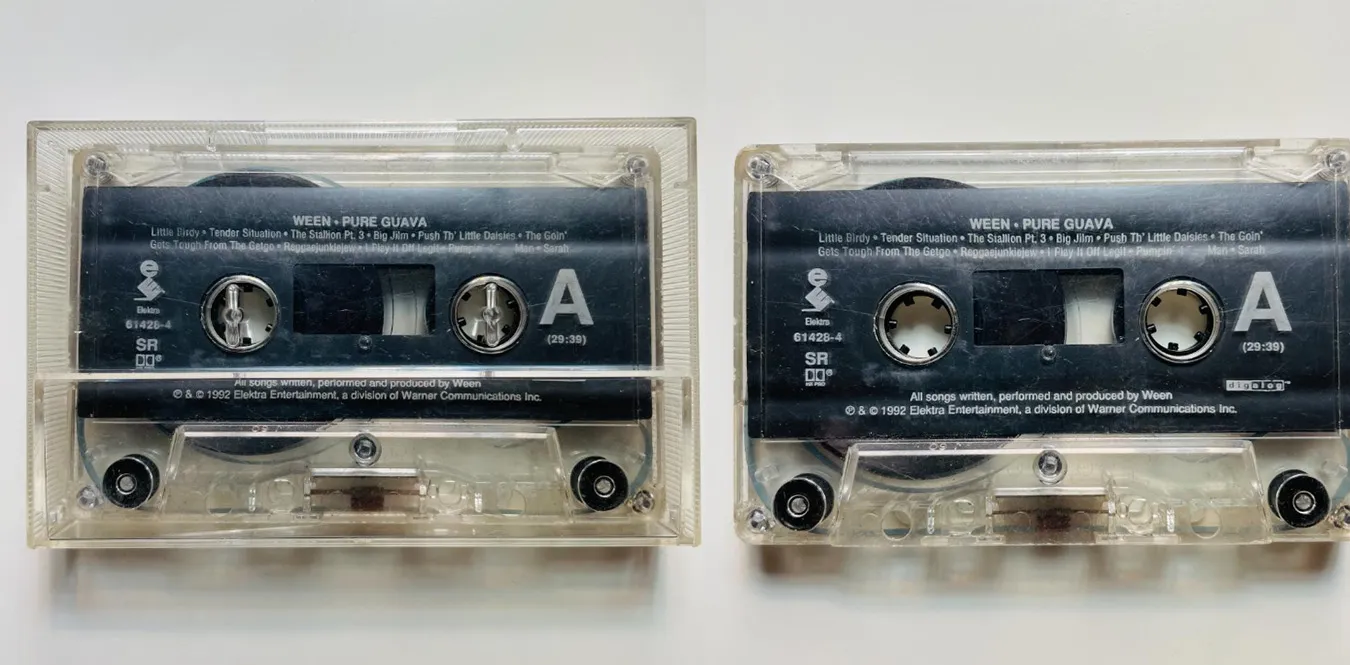 WEEN • PURE GUAVA
Little Birdy • Tender Situation • The Stallion Pt. 3 • Big Jilm • Push Th' Little Daisies • The Goin'
Gets Tough From The Getgo • Reggaejunkiejew • I Play It Off Legit • Pumpin' Man • Sarah
e
Elektra
61428-4
SR
A
(29:39)
All songs written, performed and produced by Ween
℗ & © 1992 Elektra Entertainment, a division of Warner Communications Inc.
WEEN • PURE GUAVA
Little Birdy • Tender Situation • The Stallion Pt. 3 • Big Jilm • Push Th' Little Daisies • The Goin'
Gets Tough From The Getgo • Reggaejunkiejew • I Play It Off Legit • Pumpin' Man • Sarah
e
Elektra
61428-4
SR
HX PRO
A
(29:39)
digalog™
All songs written, performed and produced by Ween
℗ & © 1992 Elektra Entertainment, a division of Warner Communications Inc.